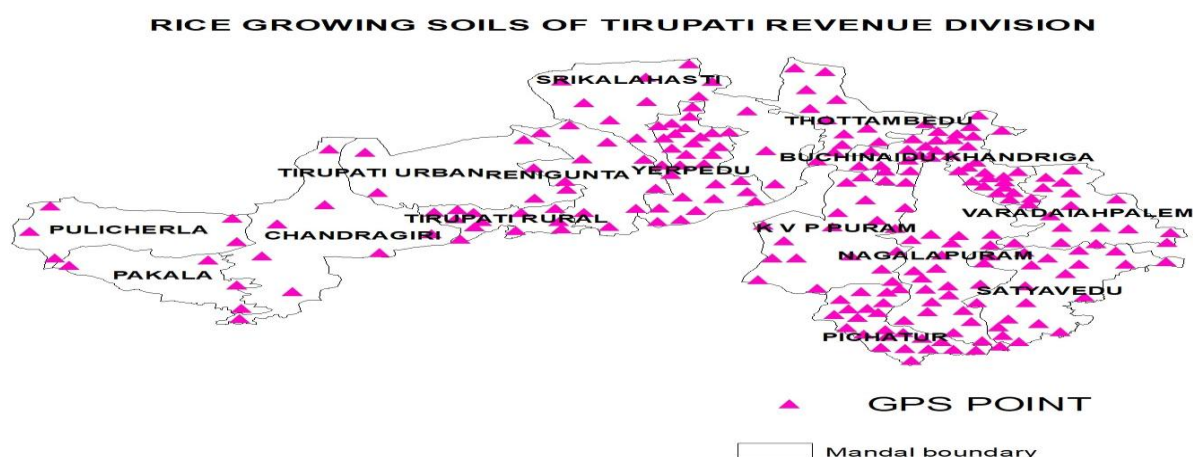 RICE GROWING SOILS OF TIRUPATI REVENUE DIVISION
SRIKALAHASTI
THOTTAMBEDU
BUCHINAIDU KHANDRIGA
TIRUPATI URBAN
RENIGUNTA
YERPEDU
VARADAIAHPALEM
TIRUPATI RURAL
PULICHERLA
CHANDRAGIRI
K V P PURAM
NAGALAPURAM
PAKALA
SATYAVEDU
PICHATUR
GPS POINT
Mandal boundary